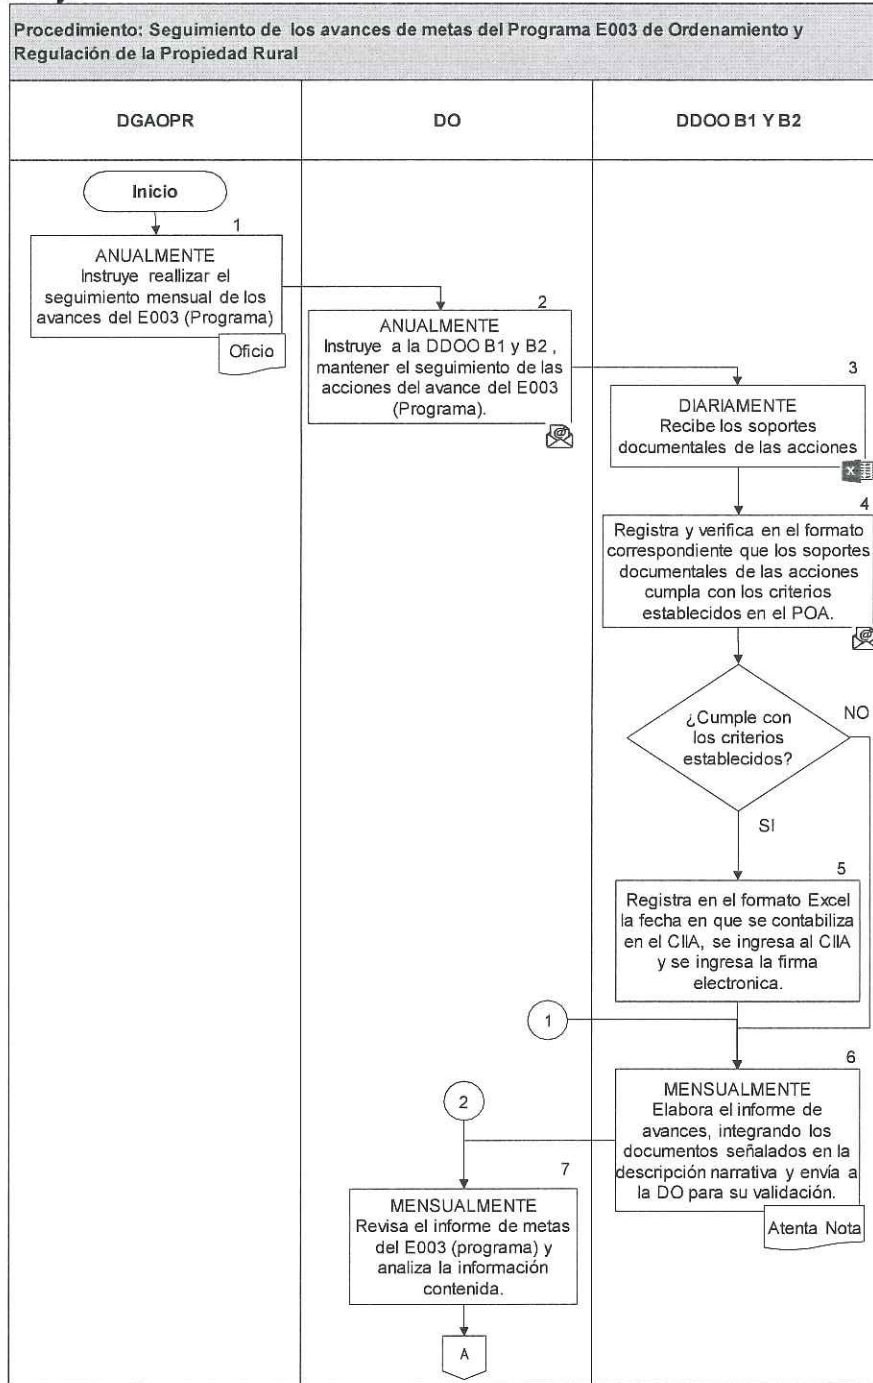 Procedimiento: Seguimiento de los avances de metas del Programa E003 de Ordenamiento y
Regulación de la Propiedad Rural
DGAOPR
DO
DDOO B1 Y B2
Inicio
1
ANUALMENTE
Instruye reallizar el
seguimiento mensual de los
avances del E003 (Programa)
Oficio
2
ANUALMENTE
Instruye a la DDOO B1 y B2 ,
mantener el seguimiento de las
acciones del avance del E003
(Programa).
3
DIARIAMENTE
Recibe los soportes
documentales de las acciones
4
Registra y verifica en el formato
correspondiente que los soportes
documentales de las acciones
cumpla con los criterios
establecidos en el POA.
¿Cumple con
los criterios
establecidos?
NO
SI
5
Registra en el formato Excel
la fecha en que se contabiliza
en el CIIA, se ingresa al CIIA
y se ingresa la firma
electronica.
1
6
MENSUALMENTE
Elabora el informe de
avances, integrando los
documentos señalados en la
descripción narrativa y envía a
la DO para su validación.
Atenta Nota
2
7
MENSUALMENTE
Revisa el informe de metas
del E003 (programa) y
analiza la información
contenida.
A